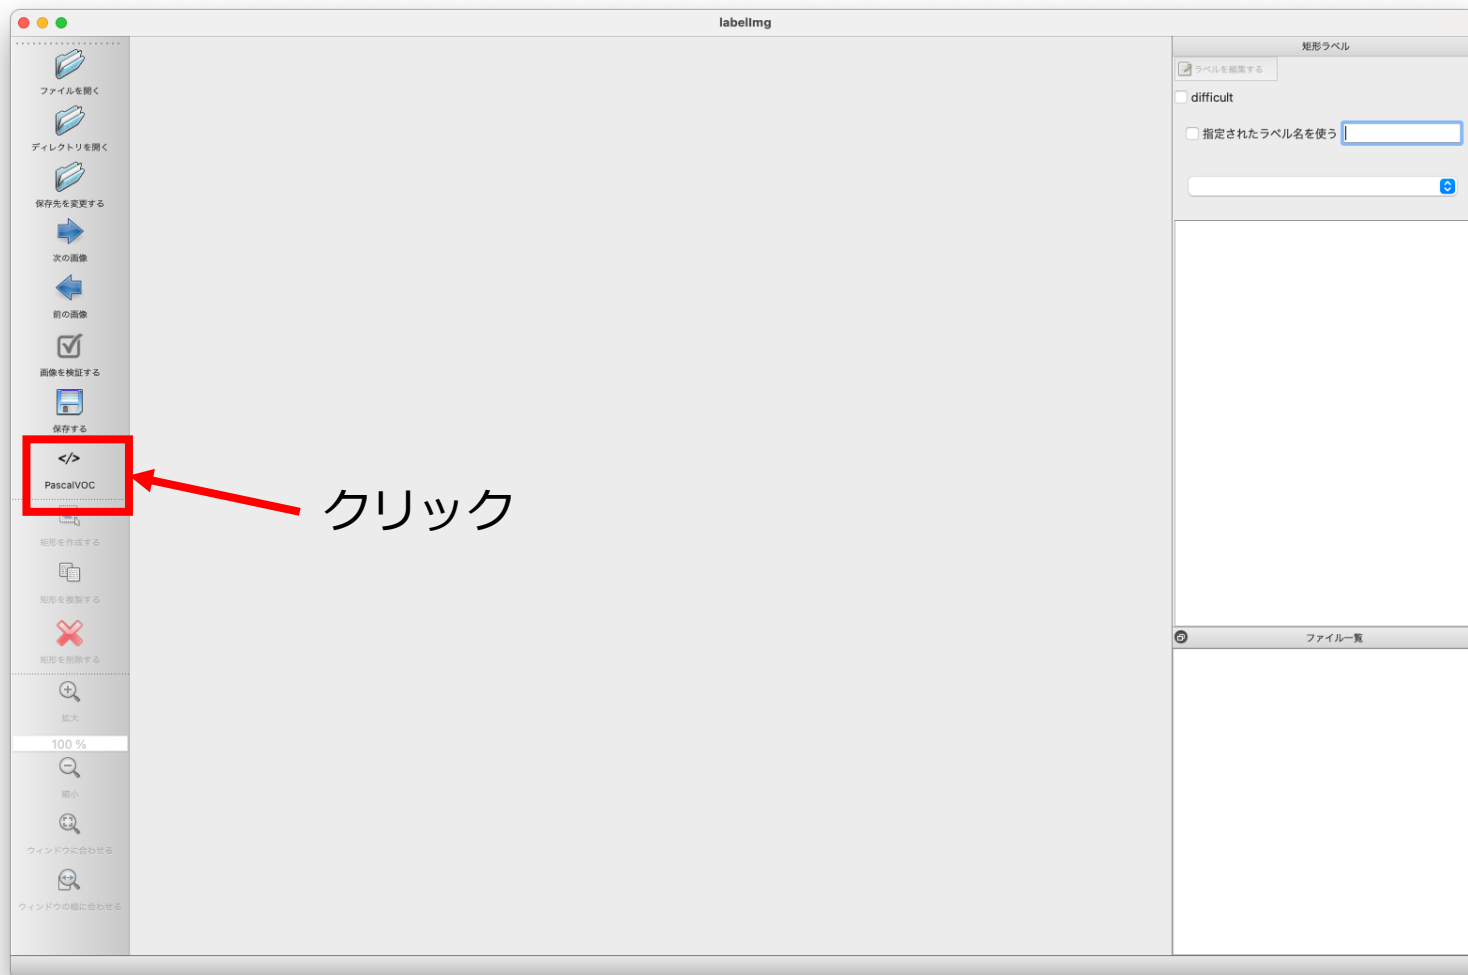 labelImg
ファイルを開く
ディレクトリを開く
保存先を変更する
次の画像
前の画像
画像を検証する
保存する
</>
PascalVOC
矩形を作成する
矩形を複製する
矩形を削除する
拡大
100 %
縮小
ウィンドウに合わせる
ウィンドウの幅に合わせる
クリック
矩形ラベル
ラベルを編集する
difficult
指定されたラベル名を使う
ファイル一覧